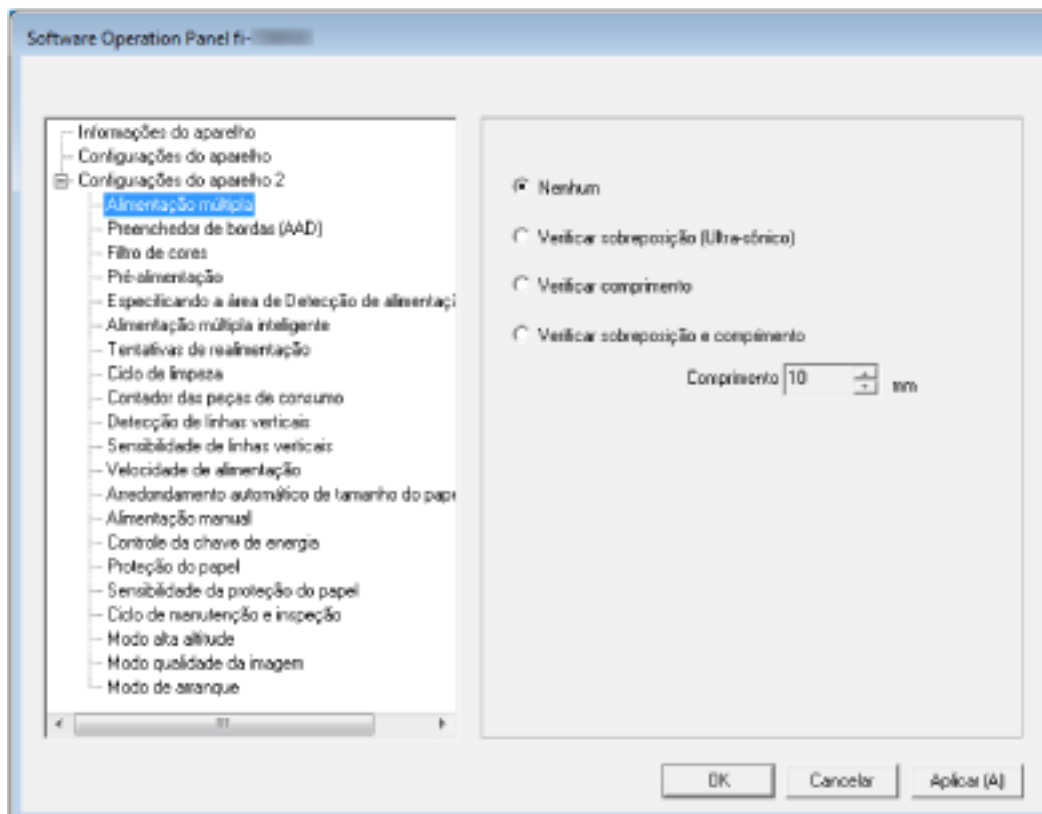 Software Operation Panel fi-
Informações do aparelho
Configurações do aparelho
Configurações do aparelho 2
Alimentação múltipla
Preenchedor de bordas (AAD)
Filtro de cores
Pré-alimentação
Especificando a área de Detecção de alimentaçã
Alimentação múltipla inteligente
Tentativas de realimentação
Ciclo de limpeza
Contador das peças de consumo
Detecção de linhas verticais
Sensibilidade de linhas verticais
Velocidade de alimentação
Arredondamento automático de tamanho do pape
Alimentação manual
Controle da chave de energia
Proteção do papel
Sensibilidade da proteção do papel
Ciclo de manutenção e inspeção
Modo alta altitude
Modo qualidade da imagem
Modo de arranque
Nenhum
Verificar sobreposição (Ultra-sônico)
Verificar comprimento
Verificar sobreposição e comprimento
Comprimento 10 mm
OK Cancelar Aplicar (A)